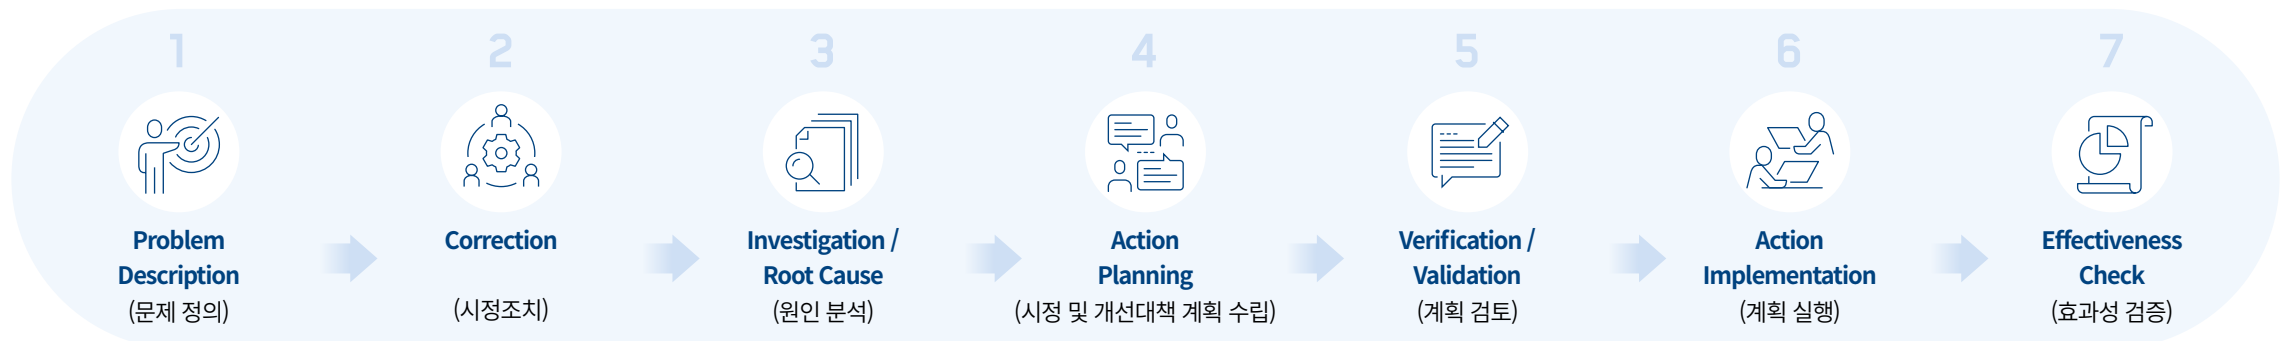 1
Problem
Description
(문제 정의)
2
Correction
(시정조치)
3
Investigation /
Root Cause
(원인 분석)
4
Action
Planning
(시정 및 개선대책 계획 수립)
5
Verification /
Validation
(계획 검토)
6
Action
Implementation
(계획 실행)
7
Effectiveness
Check
(효과성 검증)